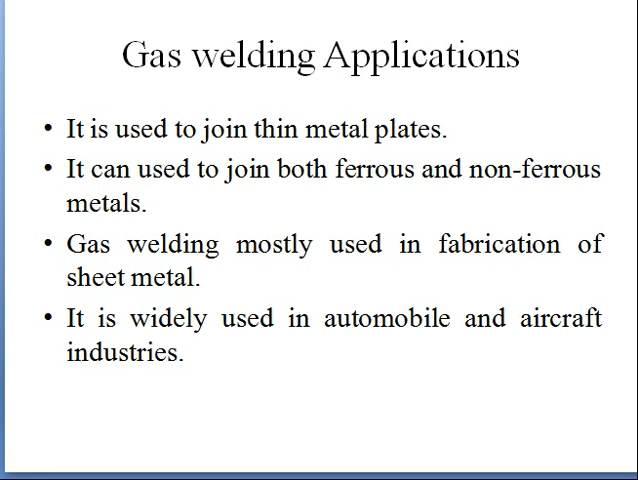 Gas welding Applications
• It is used to join thin metal plates.
• It can used to join both ferrous and non-ferrous
metals.
• Gas welding mostly used in fabrication of
sheet metal.
• It is widely used in automobile and aircraft
industries.